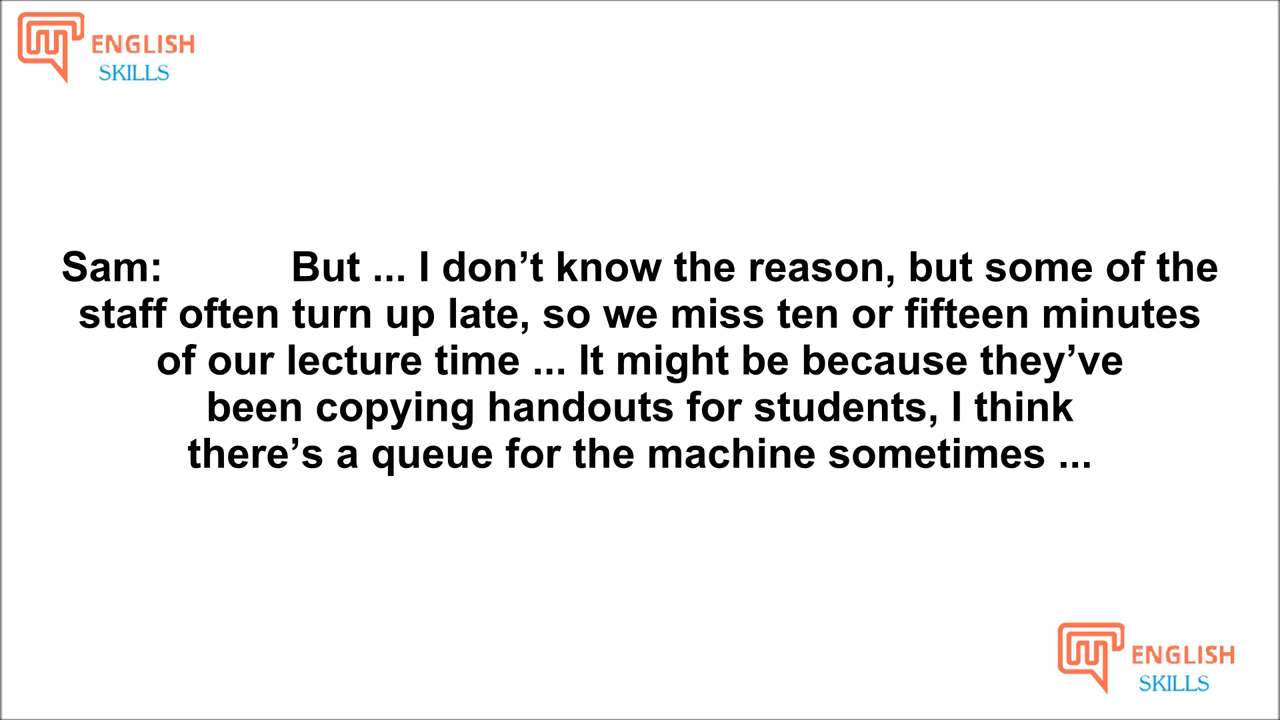 ENGLISH
SKILLS
Sam: But ... I don’t know the reason, but some of the
staff often turn up late, so we miss ten or fifteen minutes
of our lecture time ... It might be because they’ve
been copying handouts for students, I think
there’s a queue for the machine sometimes ...
ENGLISH
SKILLS